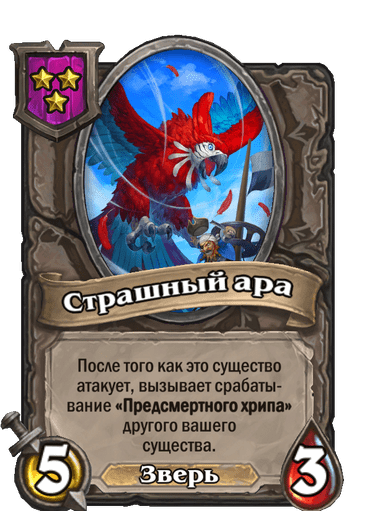 Страшный ара
После того как это существо
атакует, вызывает срабаты-
вание «Предсмертного хрипа»
другого вашего
существа.
5
Зверь
3